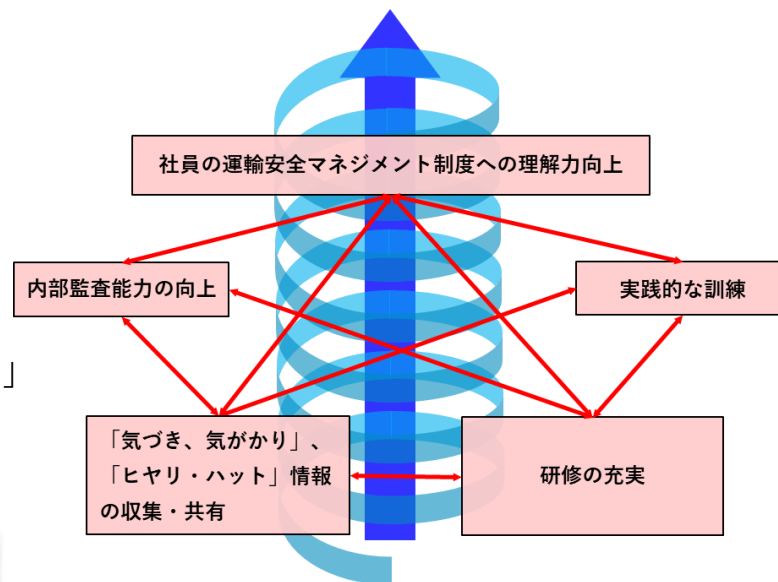 社員の運輸安全マネジメント制度への理解力向上
内部監査能力の向上
実践的な訓練
」
「気づき、気がかり」、
「ヒヤリ・ハット」情報
の収集・共有
研修の充実